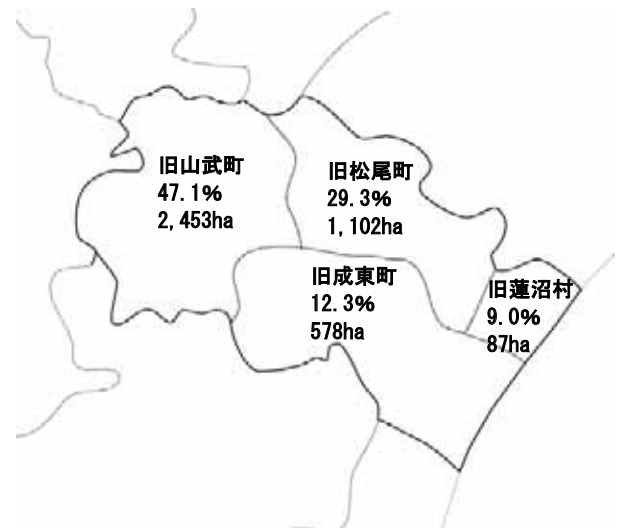 旧山武町
47.1%
2,453ha
旧松尾町
29.3%
1,102ha
旧成東町
12.3%
578ha
旧蓮沼村
9.0%
87ha